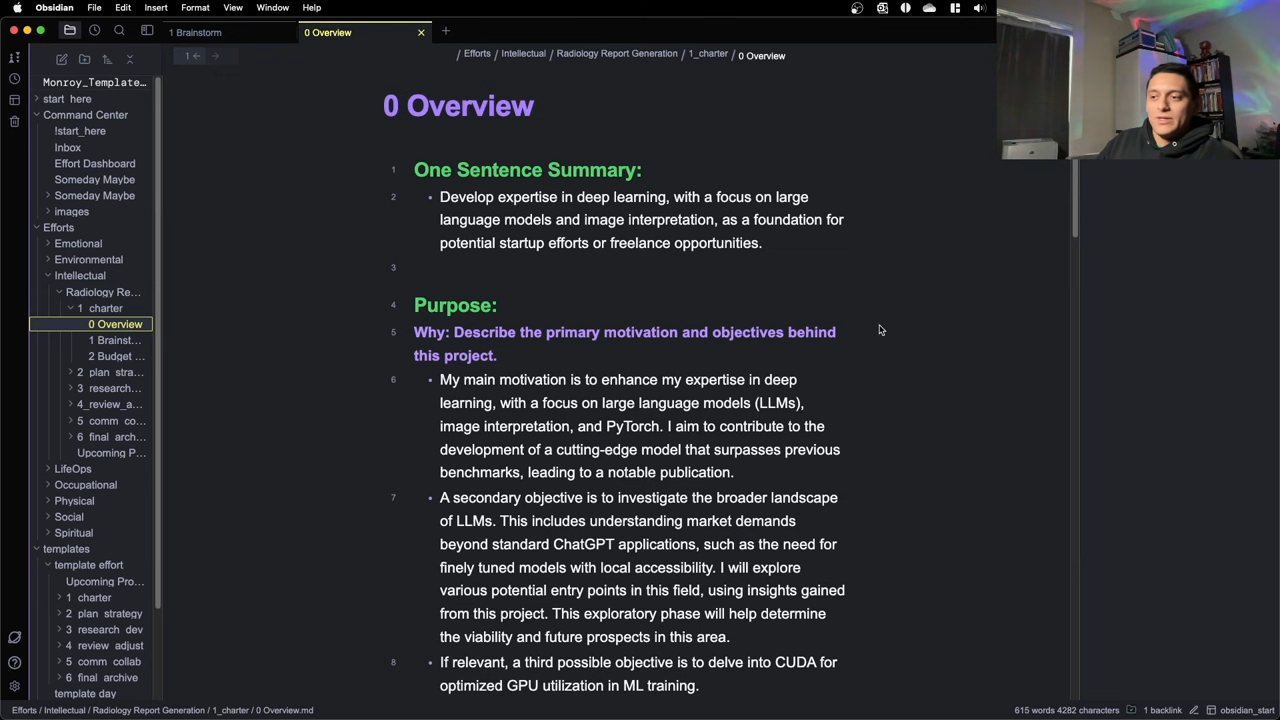 Obsidian File Edit Insert Format View Window Help
1 Brainstorm
0 Overview
1
/ Efforts / Intellectual / Radiology Report Generation / 1_charter / 0 Overview
Monroy_Template...
start here
Command Center
!start_here
Inbox
Effort Dashboard
Someday Maybe
Someday Maybe
images
Efforts
Emotional
Environmental
Intellectual
Radiology Re...
1 charter
0 Overview
1 Brainst...
2 Budget ...
2 plan stra...
3 research...
4_review_a...
5 comm co...
6 final arch...
Upcoming P...
LifeOps
Occupational
Physical
Social
Spiritual
templates
template effort
Upcoming Pro...
1 charter
2 plan strategy
3 research dev
4 review adjust
5 comm collab
6 final archive
template day
0 Overview
1 One Sentence Summary:
2 • Develop expertise in deep learning, with a focus on large
language models and image interpretation, as a foundation for
potential startup efforts or freelance opportunities.
3
4 Purpose:
5 Why: Describe the primary motivation and objectives behind
this project.
6 • My main motivation is to enhance my expertise in deep
learning, with a focus on large language models (LLMs),
image interpretation, and PyTorch. I aim to contribute to the
development of a cutting-edge model that surpasses previous
benchmarks, leading to a notable publication.
7 • A secondary objective is to investigate the broader landscape
of LLMs. This includes understanding market demands
beyond standard ChatGPT applications, such as the need for
finely tuned models with local accessibility. I will explore
various potential entry points in this field, using insights gained
from this project. This exploratory phase will help determine
the viability and future prospects in this area.
8 • If relevant, a third possible objective is to delve into CUDA for
optimized GPU utilization in ML training.
Efforts / Intellectual / Radiology Report Generation / 1_charter / 0 Overview.md
615 words 4282 characters
1 backlink
obsidian_start